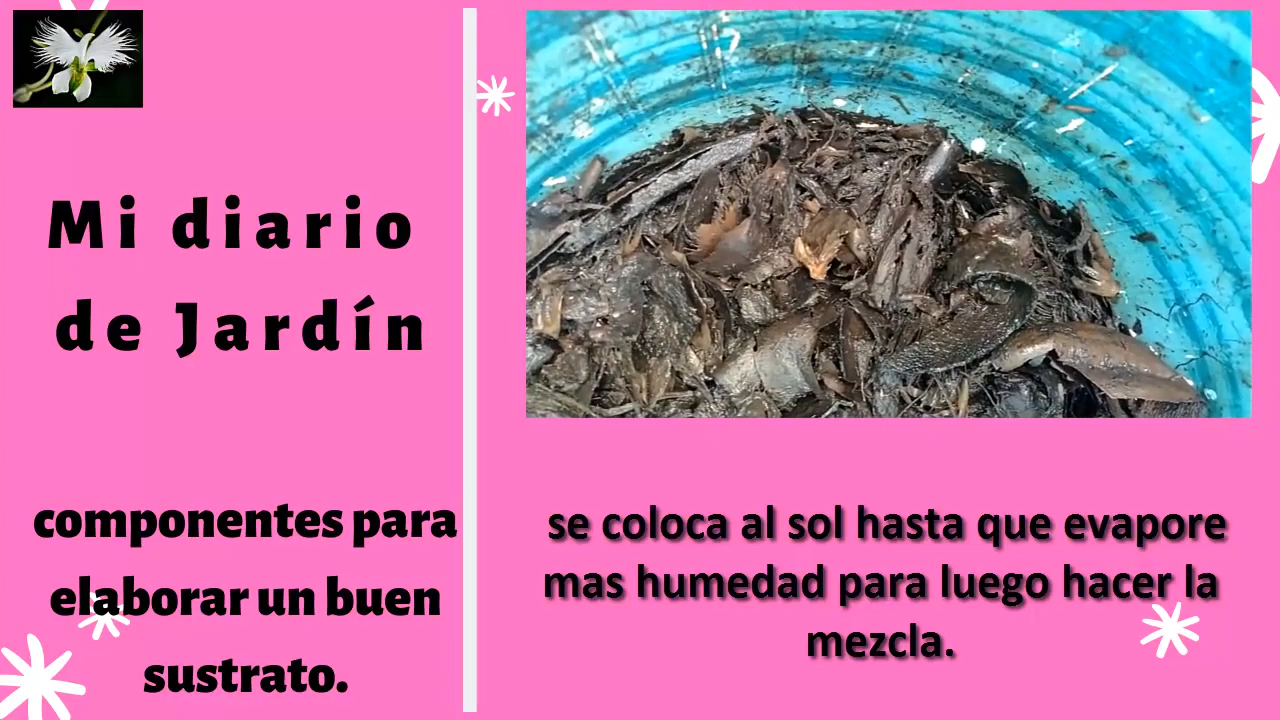 Mi diario
de Jardín
componentes para
elaborar un buen
sustrato.
se coloca al sol hasta que evapore
mas humedad para luego hacer la
mezcla.